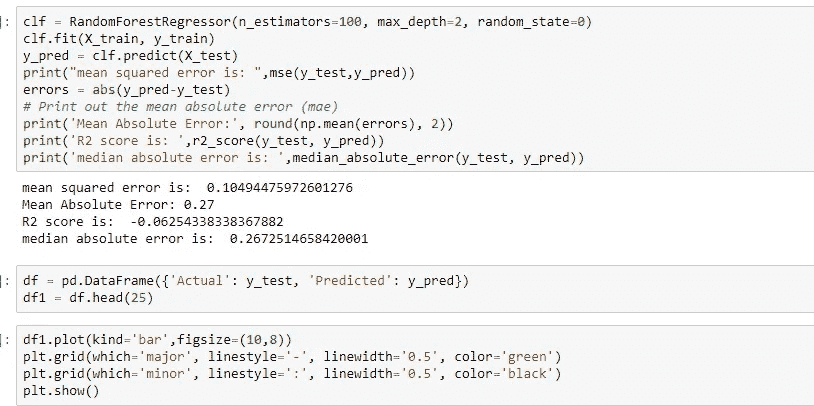 ]: clf = RandomForestRegressor(n_estimators=100, max_depth=2, random_state=0)
clf.fit(X_train, y_train)
y_pred = clf.predict(X_test)
print("mean squared error is: ",mse(y_test,y_pred))
errors = abs(y_pred-y_test)
# Print out the mean absolute error (mae)
print('Mean Absolute Error:', round(np.mean(errors), 2))
print('R2 score is: ',r2_score(y_test, y_pred))
print('median absolute error is: ',median_absolute_error(y_test, y_pred))
mean squared error is:  0.10494475972601276
Mean Absolute Error: 0.27
R2 score is:  -0.06254338338367882
median absolute error is:  0.2672514658420001
]: df = pd.DataFrame({'Actual': y_test, 'Predicted': y_pred})
df1 = df.head(25)
]: df1.plot(kind='bar',figsize=(10,8))
plt.grid(which='major', linestyle='-', linewidth='0.5', color='green')
plt.grid(which='minor', linestyle=':', linewidth='0.5', color='black')
plt.show()